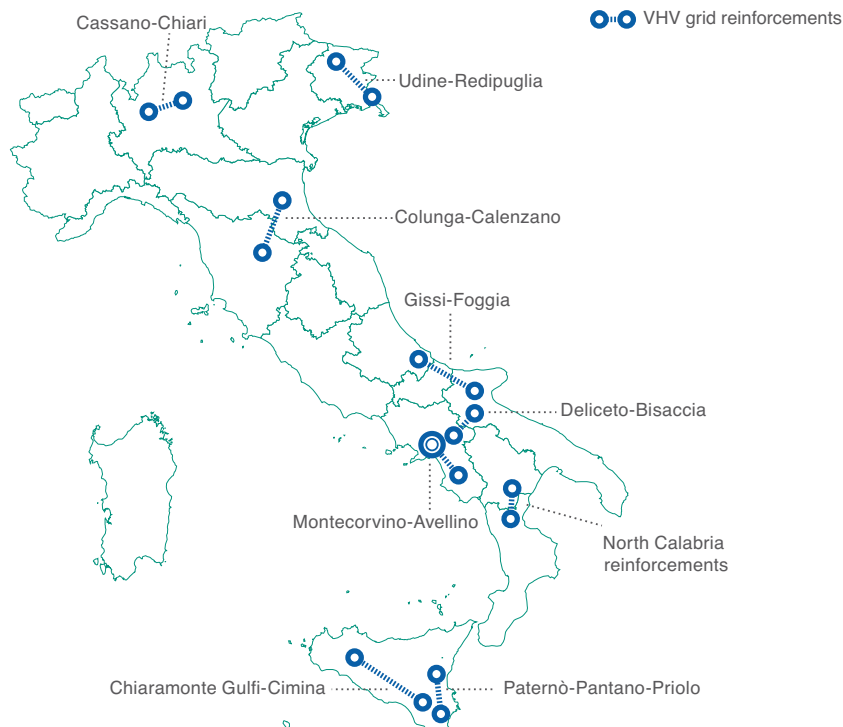 Cassano-Chiari
VHV grid reinforcements
Udine-Redipuglia
Colunga-Calenzano
Gissi-Foggia
Deliceto-Bisaccia
Montecorvino-Avellino
North Calabria
reinforcements
Chiaramonte Gulfi-Cimina
Paternò-Pantano-Priolo